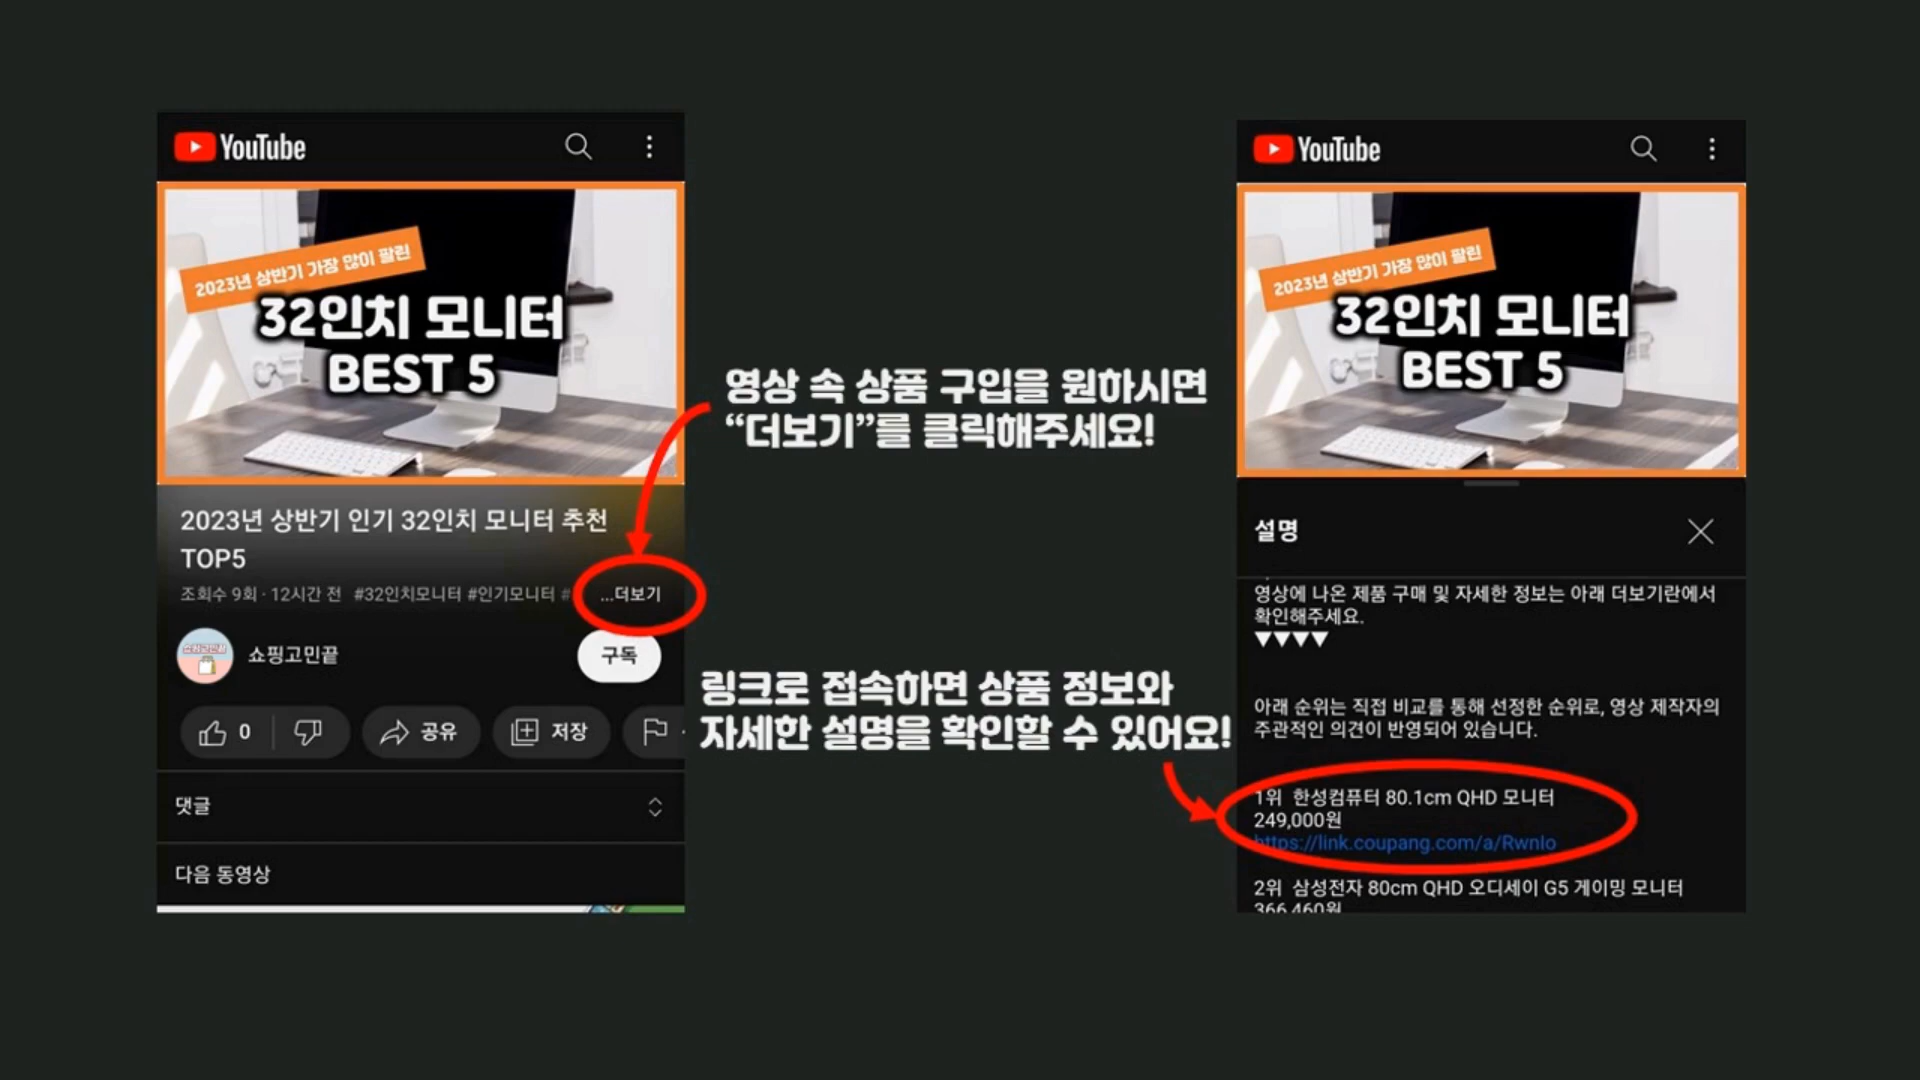 YouTube
2023년 상반기 가장 많이 팔린
32인치 모니터
BEST 5
2023년 상반기 인기 32인치 모니터 추천
TOP5
조회수 9회 · 12시간 전 #32인치모니터 #인기모니터 # ...더보기
쇼핑고민끝
쇼핑고민끝
구독
0
공유
저장
댓글
다음 동영상
영상 속 상품 구입을 원하시면
“더보기”를 클릭해주세요!
링크로 접속하면 상품 정보와
자세한 설명을 확인할 수 있어요!
YouTube
2023년 상반기 가장 많이 팔린
32인치 모니터
BEST 5
설명
영상에 나온 제품 구매 및 자세한 정보는 아래 더보기란에서
확인해주세요.
▼▼▼▼
아래 순위는 직접 비교를 통해 선정한 순위로, 영상 제작자의
주관적인 의견이 반영되어 있습니다.
1위 한성컴퓨터 80.1cm QHD 모니터
249,000원
https://link.coupang.com/a/RwnIo
2위 삼성전자 80cm QHD 오디세이 G5 게이밍 모니터
366,460원